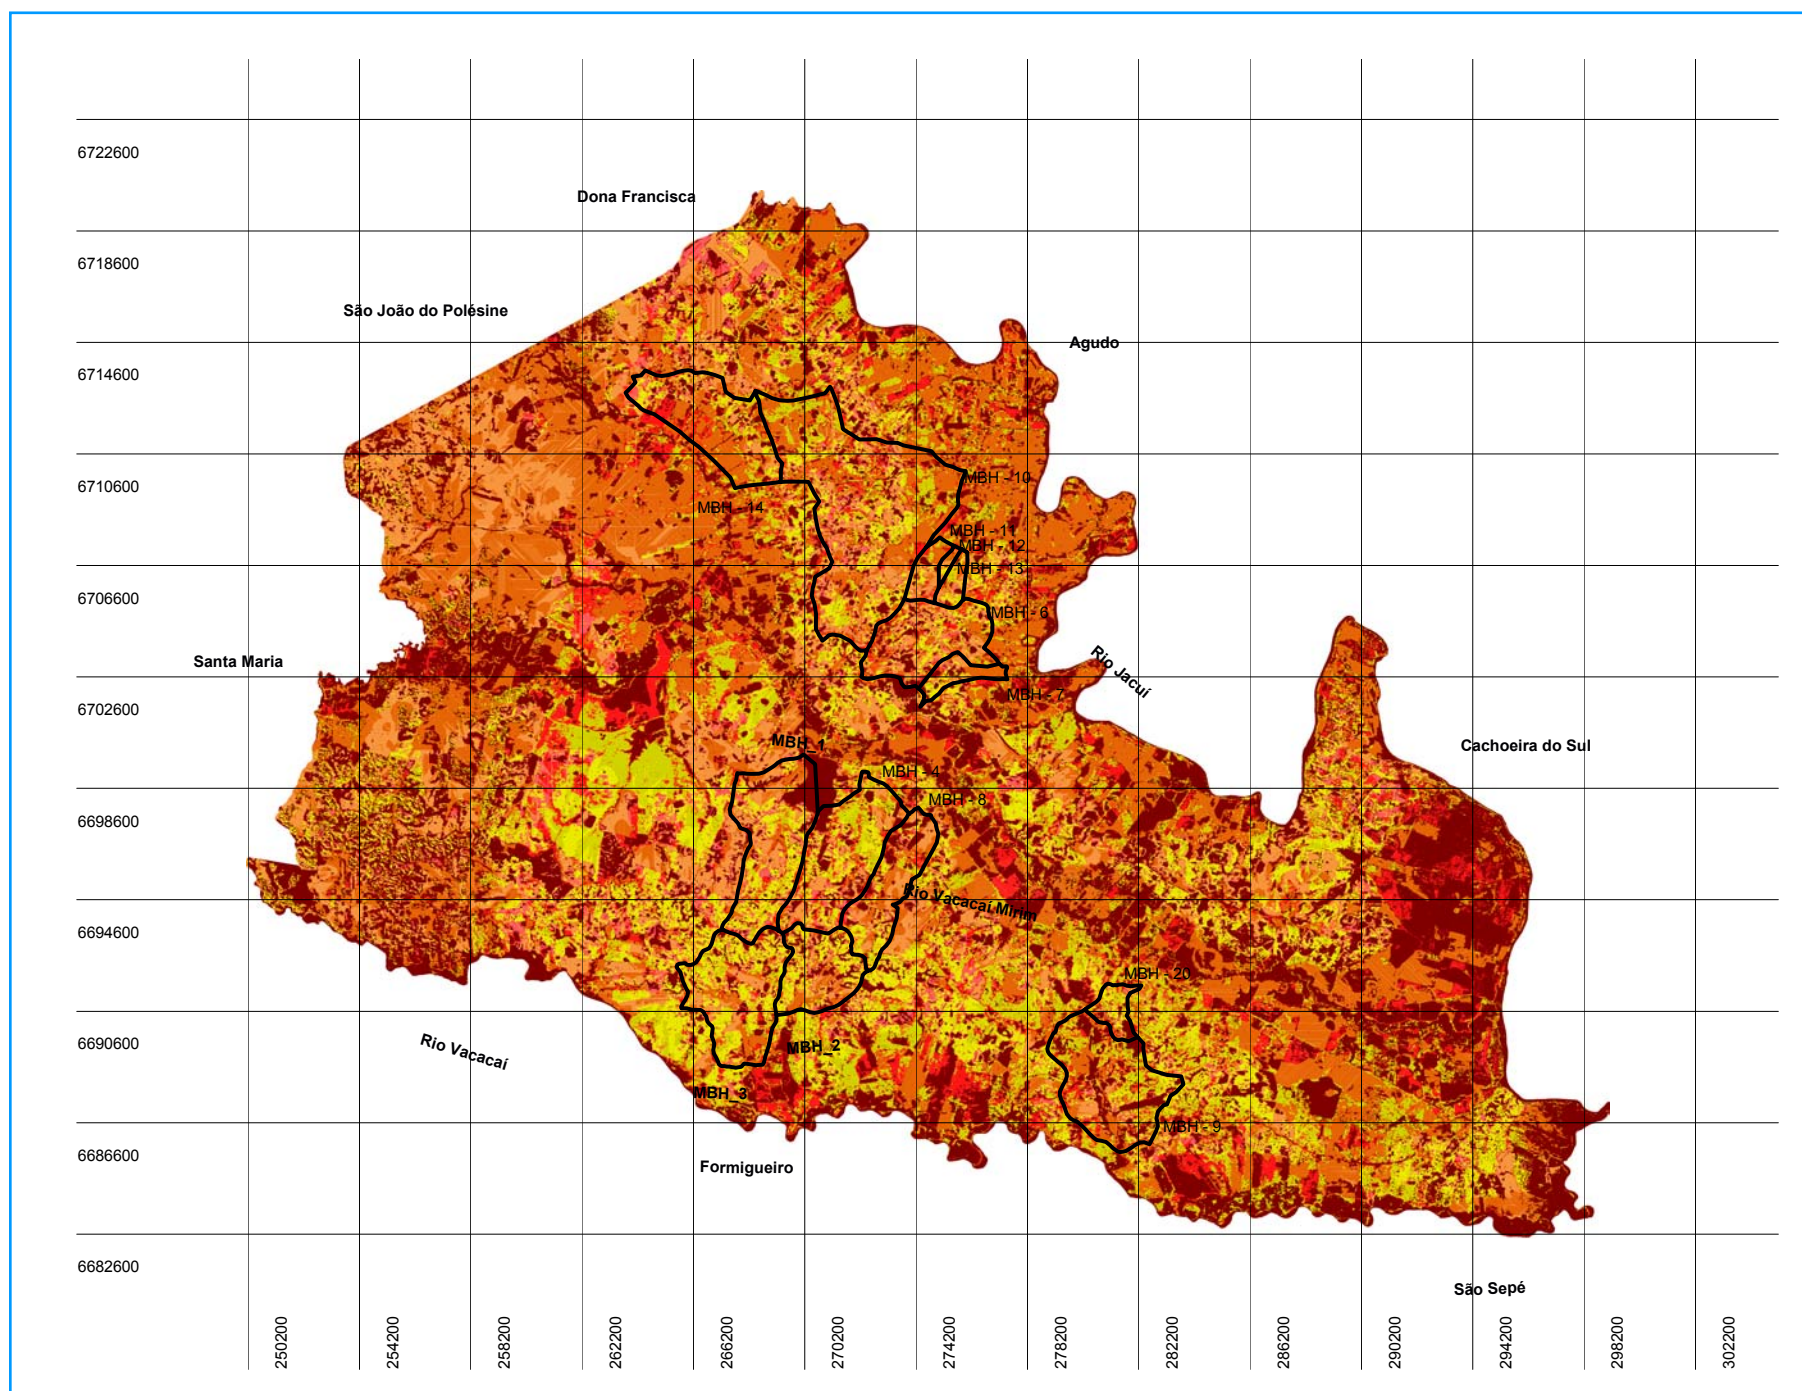 6722600
Dona Francisca
6718600
São João do Polésine
Agudo
6714600
MBH - 10
6710600
MBH - 14
MBH - 11
MBH - 12
MBH - 13
6706600
MBH - 6
Santa Maria
Rio Jacuí
MBH - 7
6702600
MBH_1
Cachoeira do Sul
MBH - 4
MBH - 8
6698600
Rio Vacacaí Mirim
6694600
MBH - 20
6690600
Rio Vacacaí
MBH_2
MBH_3
MBH - 9
6686600
Formigueiro
6682600
São Sepé
250200
254200
258200
262200
266200
270200
274200
278200
282200
286200
290200
294200
298200
302200